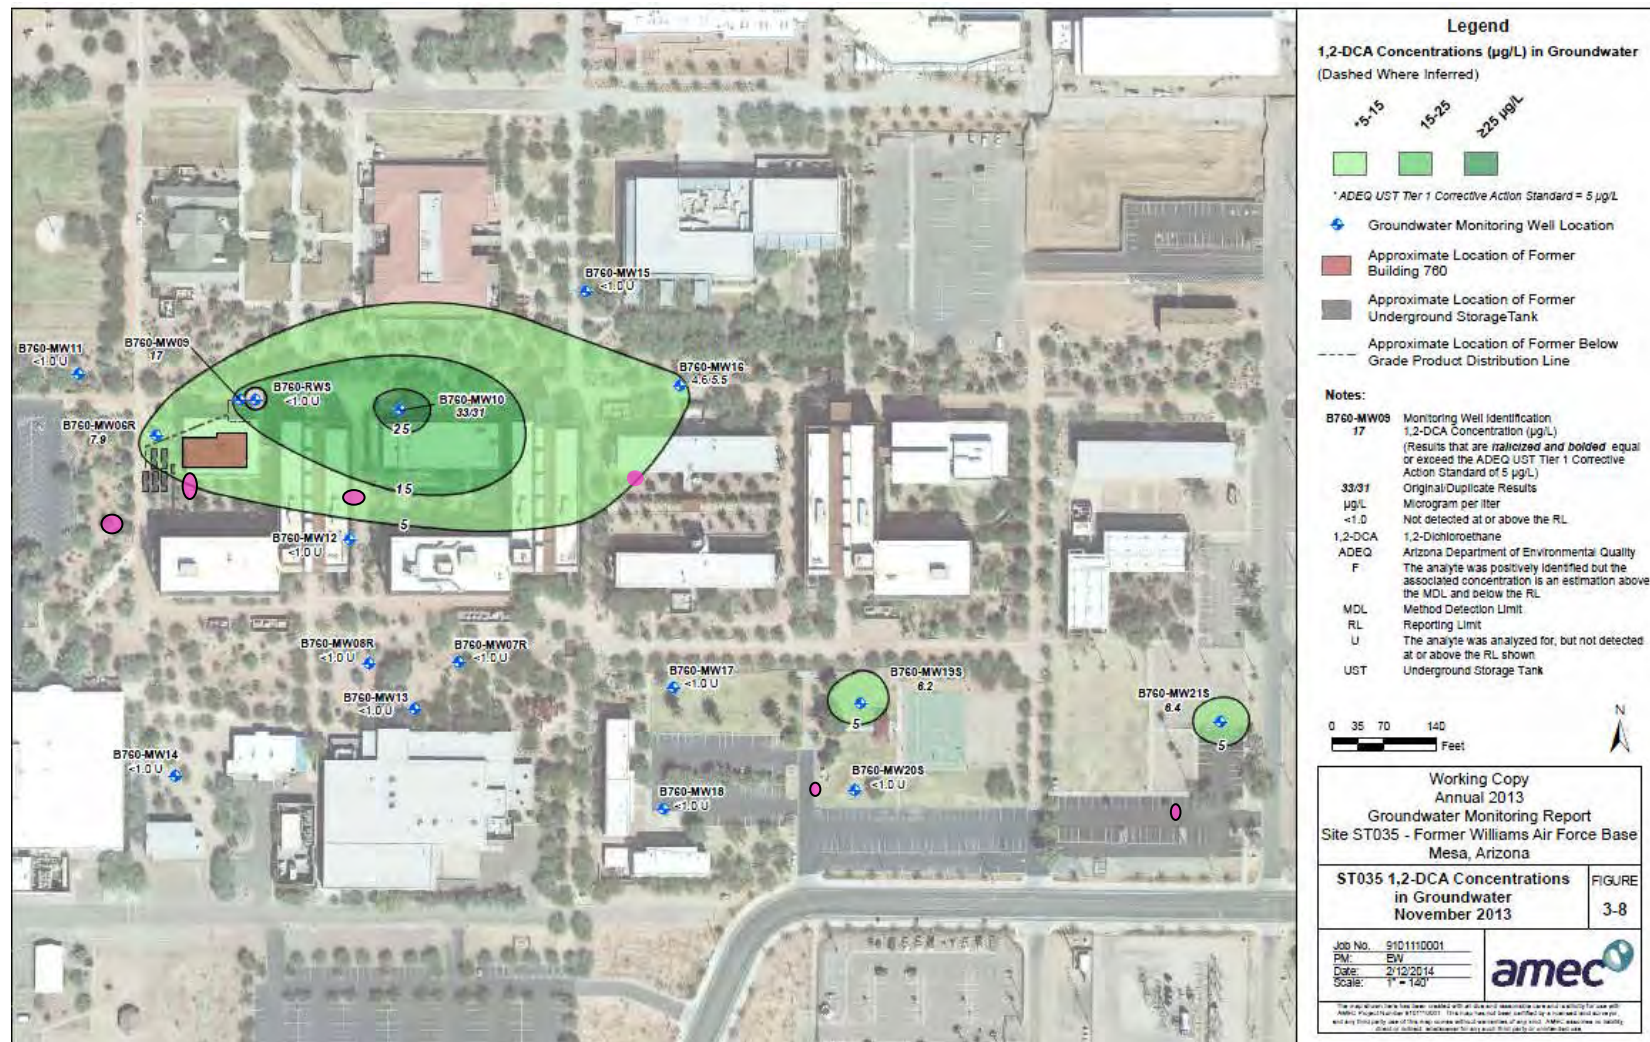 B760-MW15
<1.0 U
B760-MW11
<1.0 U
B760-MW09
17
B760-MW16
4.6/5.5
B760-RWS
<1.0 U
B760-MW10
33/31
B760-MW06R
7.9
25
15
5
B760-MW12
<1.0 U
B760-MW08R
<1.0 U
B760-MW07R
<1.0 U
B760-MW17
<1.0 U
B760-MW19S
6.2
5
B760-MW21S
6.4
5
B760-MW13
<1.0 U
B760-MW14
<1.0 U
B760-MW18
<1.0 U
B760-MW20S
<1.0 U
Legend
1,2-DCA Concentrations (µg/L) in Groundwater
(Dashed Where Inferred)
*5-15
15-25
≥25 µg/L
* ADEQ UST Tier 1 Corrective Action Standard = 5 µg/L
Groundwater Monitoring Well Location
Approximate Location of Former
Building 760
Approximate Location of Former
Underground StorageTank
Approximate Location of Former Below
Grade Product Distribution Line
Notes:
B760-MW09 Monitoring Well Identification
17 1,2-DCA Concentration (µg/L)
(Results that are italicized and bolded equal
or exceed the ADEQ UST Tier 1 Corrective
Action Standard of 5 µg/L)
33/31 Original/Duplicate Results
µg/L Microgram per liter
<1.0 Not detected at or above the RL
1,2-DCA 1,2-Dichloroethane
ADEQ Arizona Department of Environmental Quality
F The analyte was positively identified but the
associated concentration is an estimation above
the MDL and below the RL
MDL Method Detection Limit
RL Reporting Limit
U The analyte was analyzed for, but not detected
at or above the RL shown
UST Underground Storage Tank
0 35 70 140
Feet
N
Working Copy
Annual 2013
Groundwater Monitoring Report
Site ST035 - Former Williams Air Force Base
Mesa, Arizona
ST035 1,2-DCA Concentrations
in Groundwater
November 2013
FIGURE
3-8
Job No. 9101110001
PM: EW
Date: 2/12/2014
Scale: 1" = 140'
amec